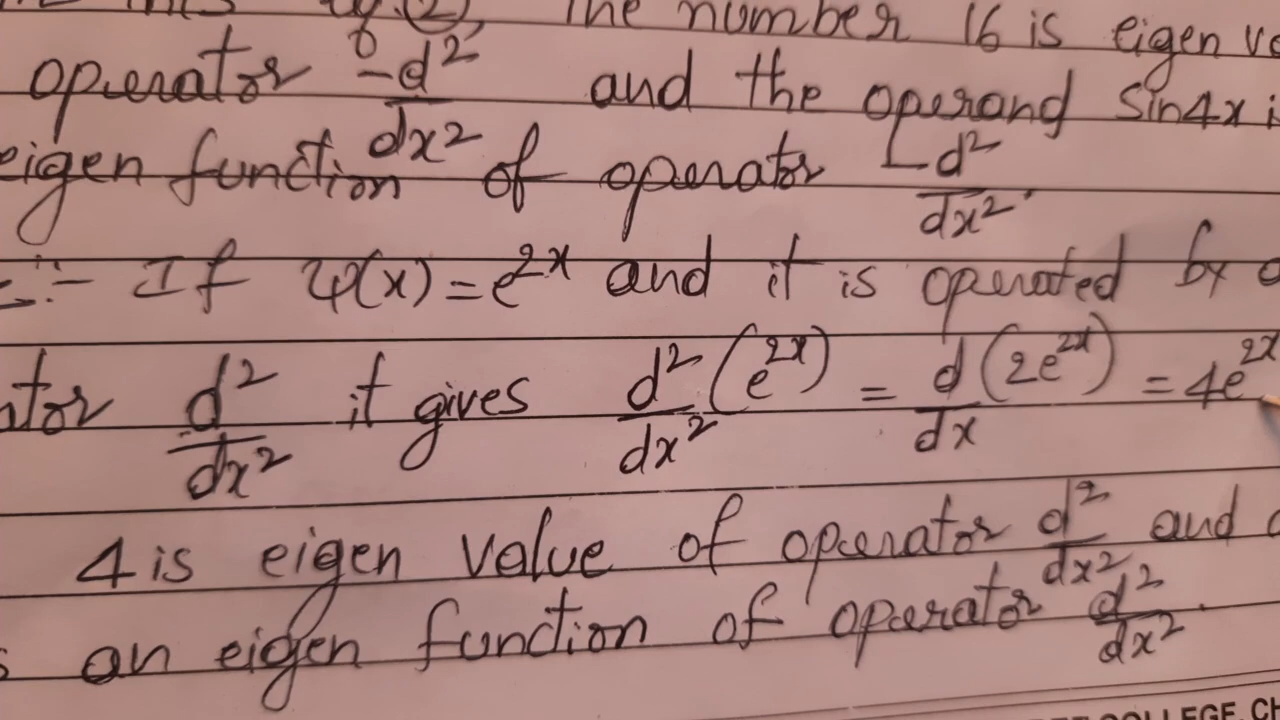 The number 16 is eigen
operator -d²/dx² and the operand sin4x
eigen function of operator -d²/dx².
If ψ(x) = e^2x and it is operated by
d²/dx² it gives d²/dx² (e^2x) = d/dx (2e^2x) = 4e^2x
4 is eigen value of operator d²/dx² and
an eigen function of operator d²/dx².
COLLEGE